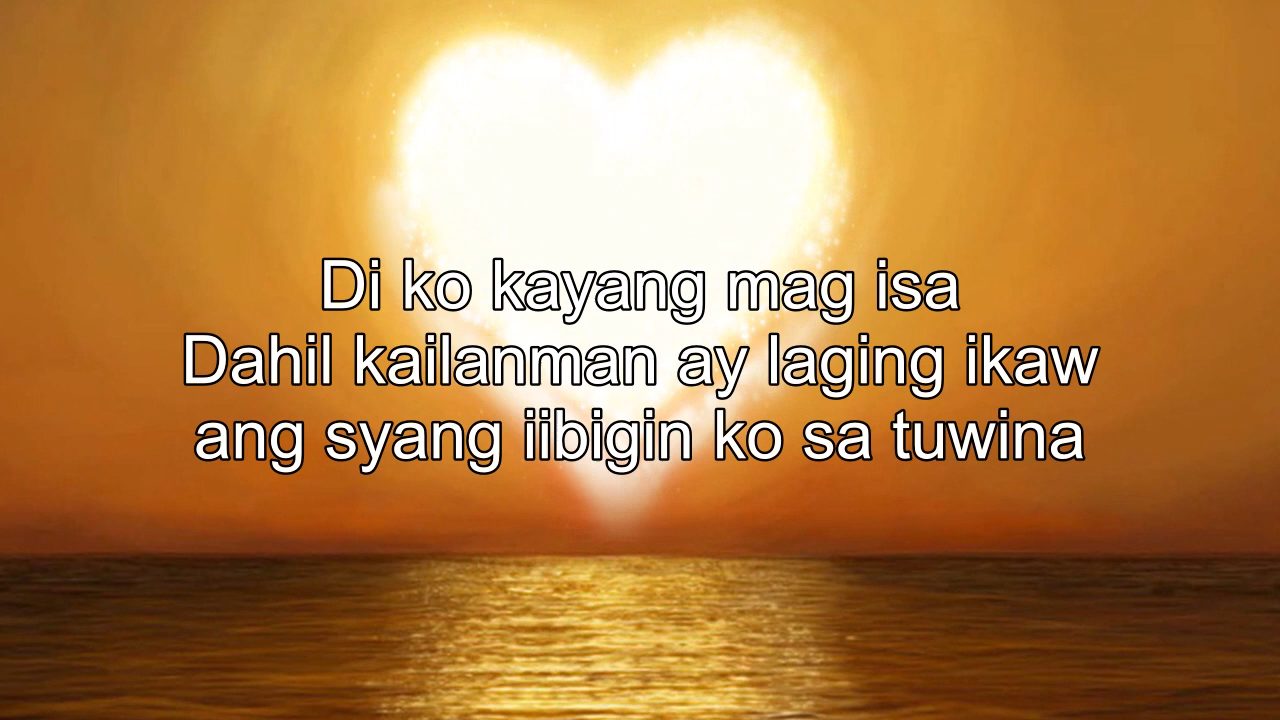 Di ko kayang mag isa
Dahil kailanman ay laging ikaw
ang syang iibigin ko sa tuwina